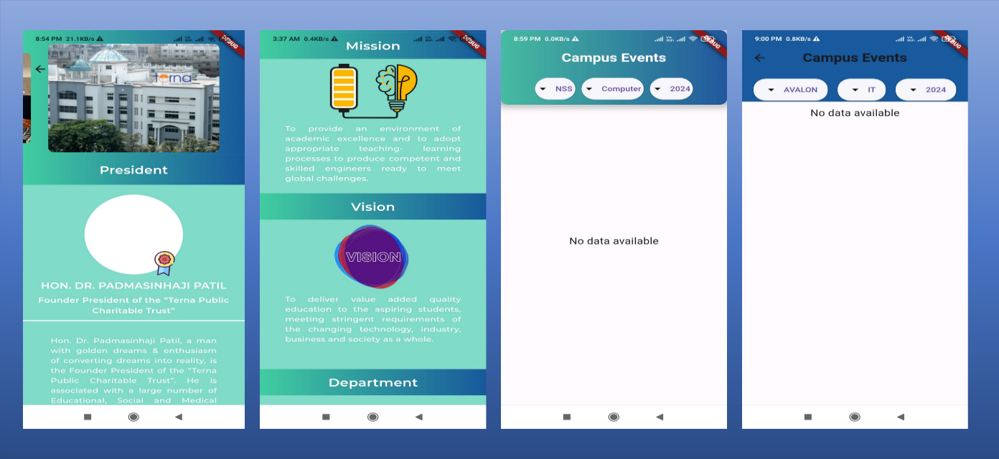 8:54 PM 21.1KB/s
DEBUG
terna
President
HON. DR. PADMASINHAJI PATIL
Founder President of the "Terna Public
Charitable Trust"
Hon. Dr. Padmasinhaji Patil, a man
with golden dreams & enthusiasm
of converting dreams into reality, is
the Founder President of the "Terna
Public Charitable Trust". He is
associated with a large number of
Educational, Social and Medical
3:37 AM 0.4KB/s
DEBUG
Mission
To provide an environment of
academic excellence and to adopt
appropriate teaching- learning
processes to produce competent and
skilled engineers ready to meet
global challenges.
Vision
VISION
To deliver value added quality
education to the aspiring students,
meeting stringent requirements of
the changing technology, industry,
business and society as a whole.
Department
8:59 PM 0.0KB/s
DEBUG
Campus Events
NSS Computer 2024
No data available
9:00 PM 0.8KB/s
DEBUG
Campus Events
AVALON IT 2024
No data available